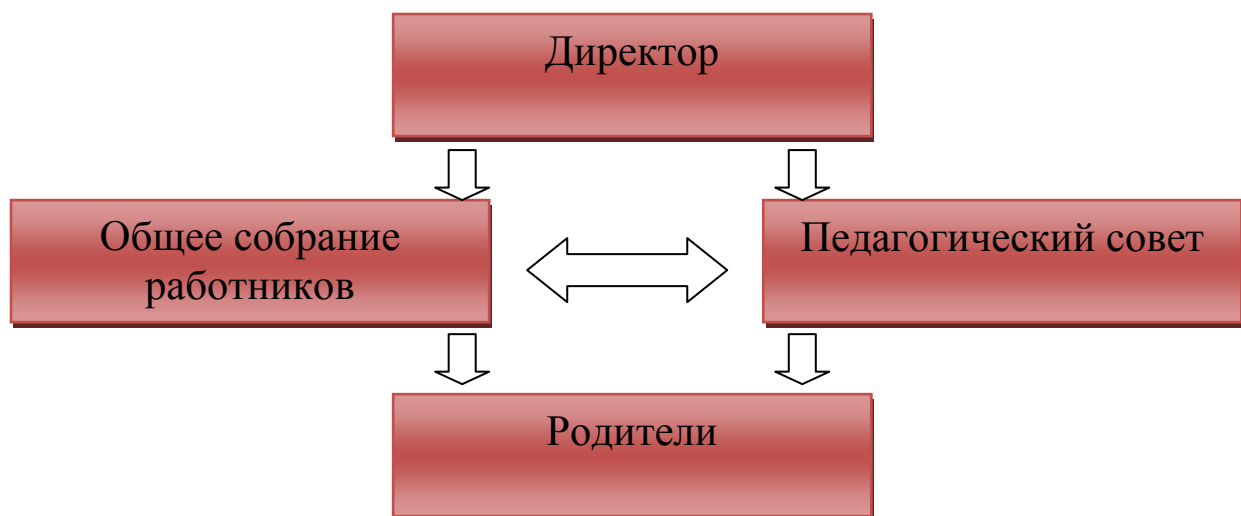 Директор
Общее собрание
работников
Педагогический совет
Родители